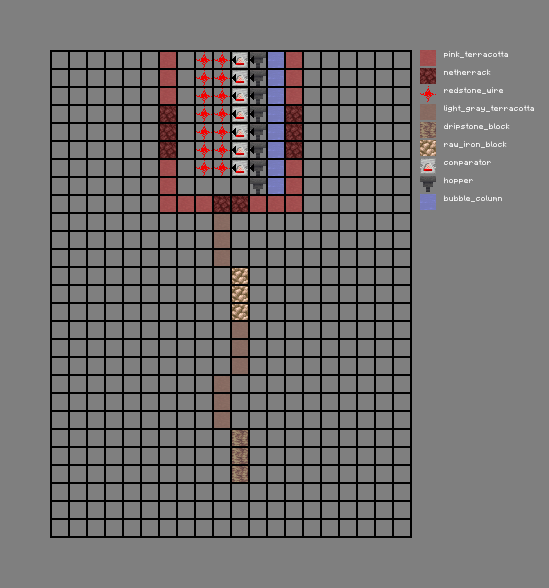 pink_terracotta
netherrack
redstone_wire
light_gray_terracotta
dripstone_block
raw_iron_block
comparator
hopper
bubble_column